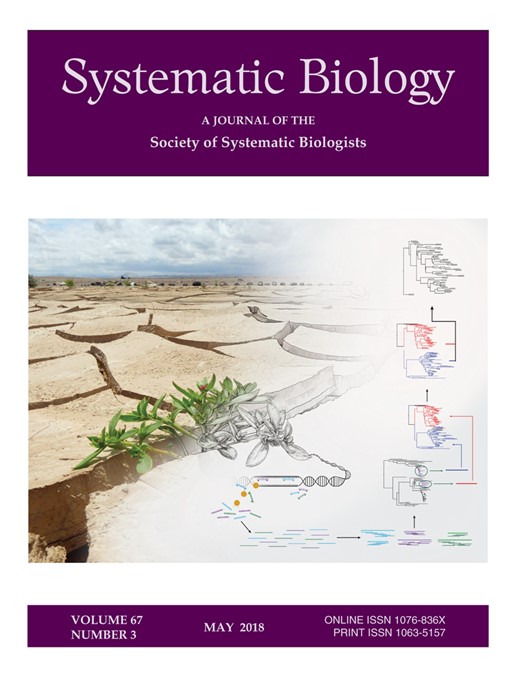 Systematic Biology
A JOURNAL OF THE
Society of Systematic Biologists
VOLUME 67
NUMBER 3
MAY 2018
ONLINE ISSN 1076-836X
PRINT ISSN 1063-5157